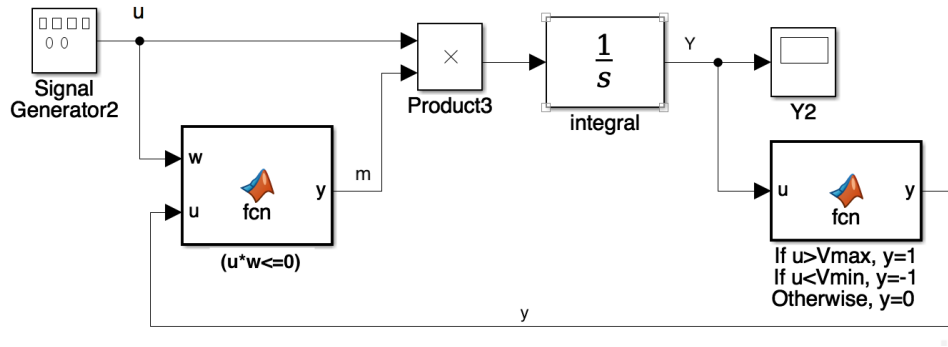 u
Signal
Generator2
×
Product3
1
s
integral
Y
Y2
w
u
fcn
y
(u*w<=0)
m
u
fcn
y
If u>Vmax, y=1
If u<Vmin, y=-1
Otherwise, y=0
y